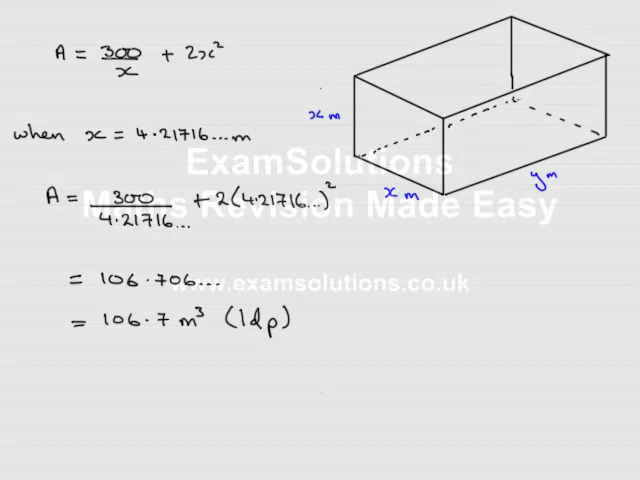 A = 300/x + 2x²
x m
when x = 4.21716... m
ExamSolutions
x m
y m
A = 300/4.21716... + 2(4.21716...)²
Maths Revision Made Easy
= 106.706...
www.examsolutions.co.uk
= 106.7 m³ (1dp)